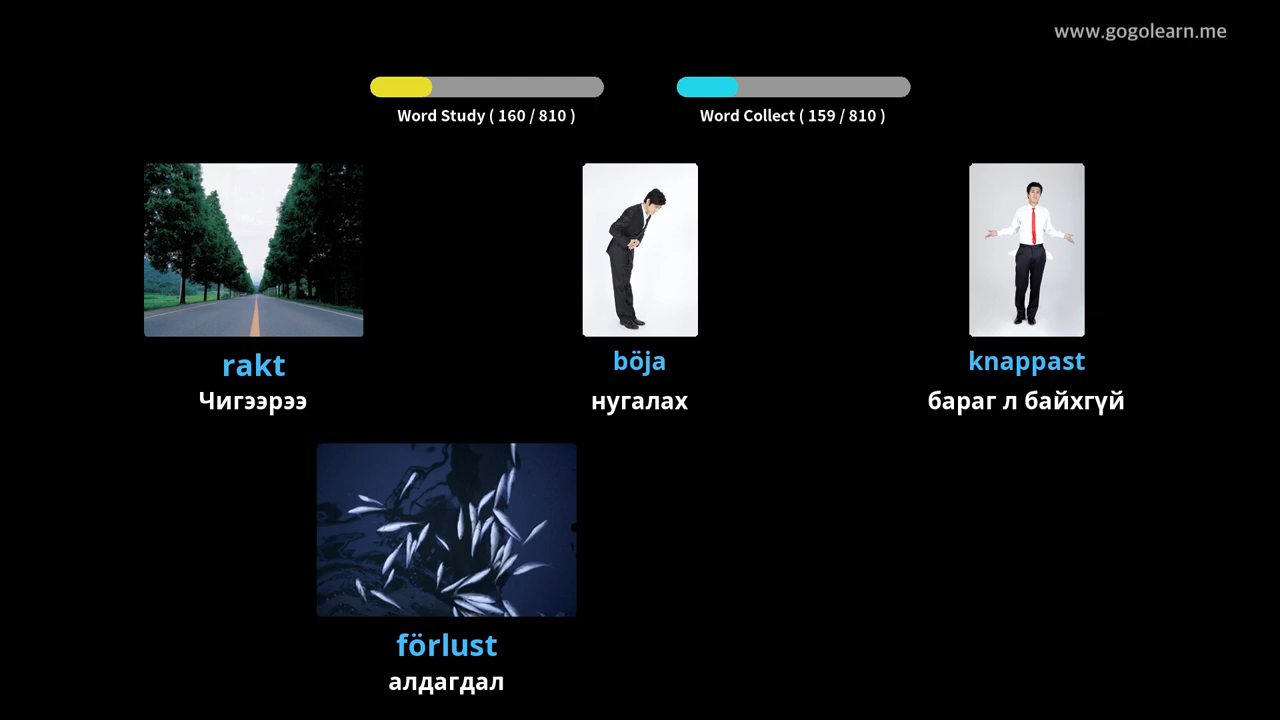 www.gogolearn.me
Word Study ( 160 / 810 )
Word Collect ( 159 / 810 )
rakt
Чигээрээ
böja
нугалах
knappast
бараг л байхгүй
förlust
алдагдал